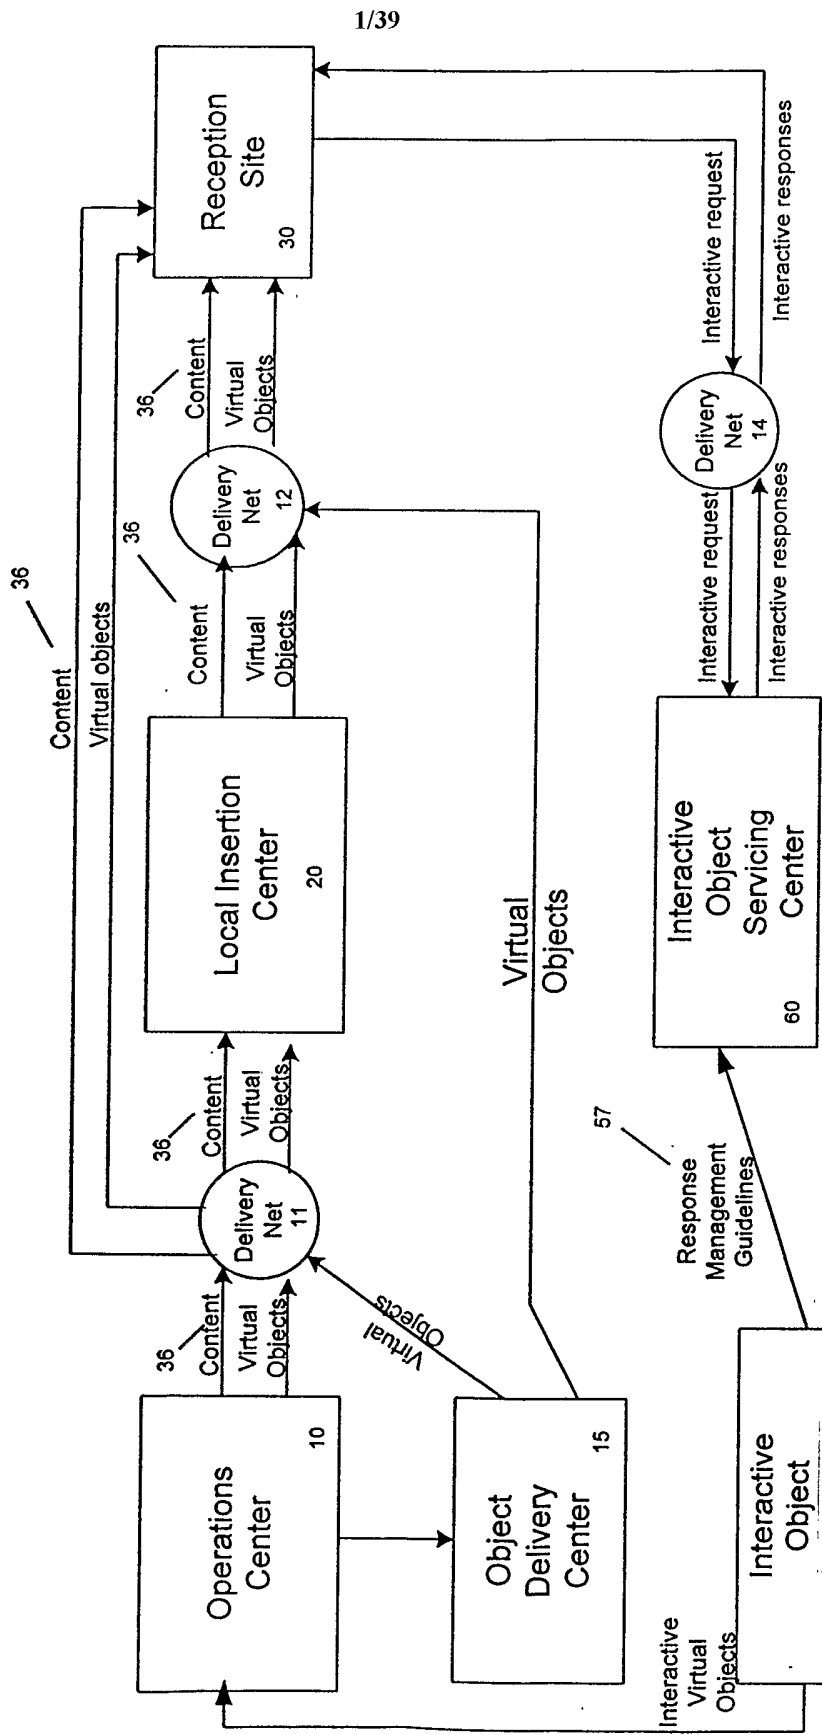 1/39
36
Content
Virtual objects
Operations
Center
10
36
Content
Virtual
Objects
Delivery
Net
11
36
Content
Virtual
Objects
Local Insertion
Center
20
36
Content
Virtual
Objects
Delivery
Net
12
36
Content
Virtual
Objects
Reception
Site
30
Object
Delivery
Center
15
Virtual
Objects
Virtual
Objects
Interactive
Virtual
Objects
Interactive
Object
57
Response
Management
Guidelines
Interactive
Object
Servicing
Center
60
Interactive request
Interactive responses
Delivery
Net
14
Interactive request
Interactive responses